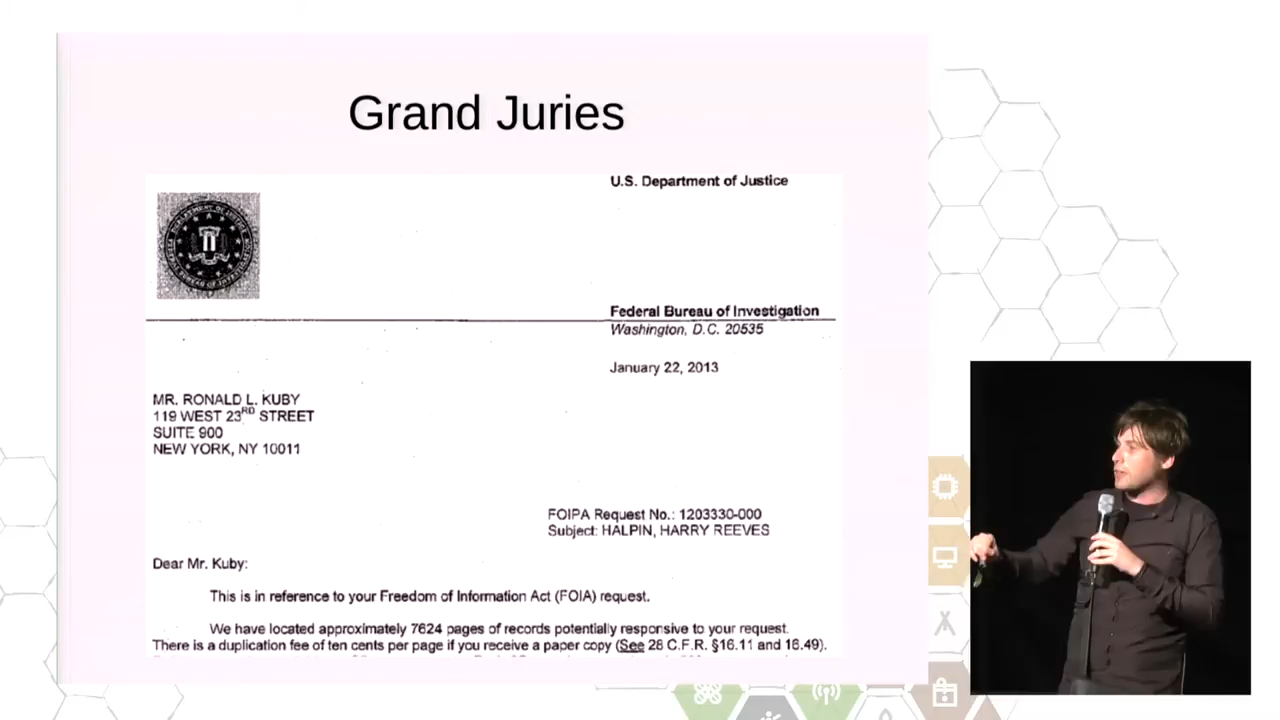 Grand Juries
U.S. Department of Justice
Federal Bureau of Investigation
Washington, D.C. 20535
January 22, 2013
MR. RONALD L. KUBY
119 WEST 23RD STREET
SUITE 900
NEW YORK, NY 10011
FOIPA Request No.: 1203330-000
Subject: HALPIN, HARRY REEVES
Dear Mr. Kuby:
This is in reference to your Freedom of Information Act (FOIA) request.
We have located approximately 7624 pages of records potentially responsive to your request.
There is a duplication fee of ten cents per page if you receive a paper copy (See 28 C.F.R. §16.11 and 16.49).